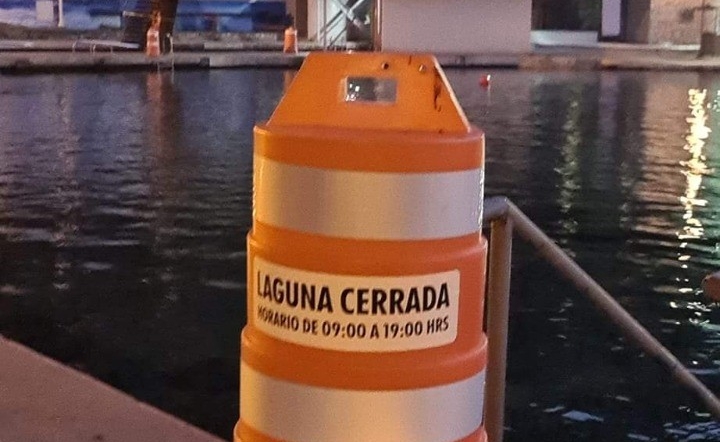 LAGUNA CERRADA
HORARIO DE 09:00 A 19:00 HRS